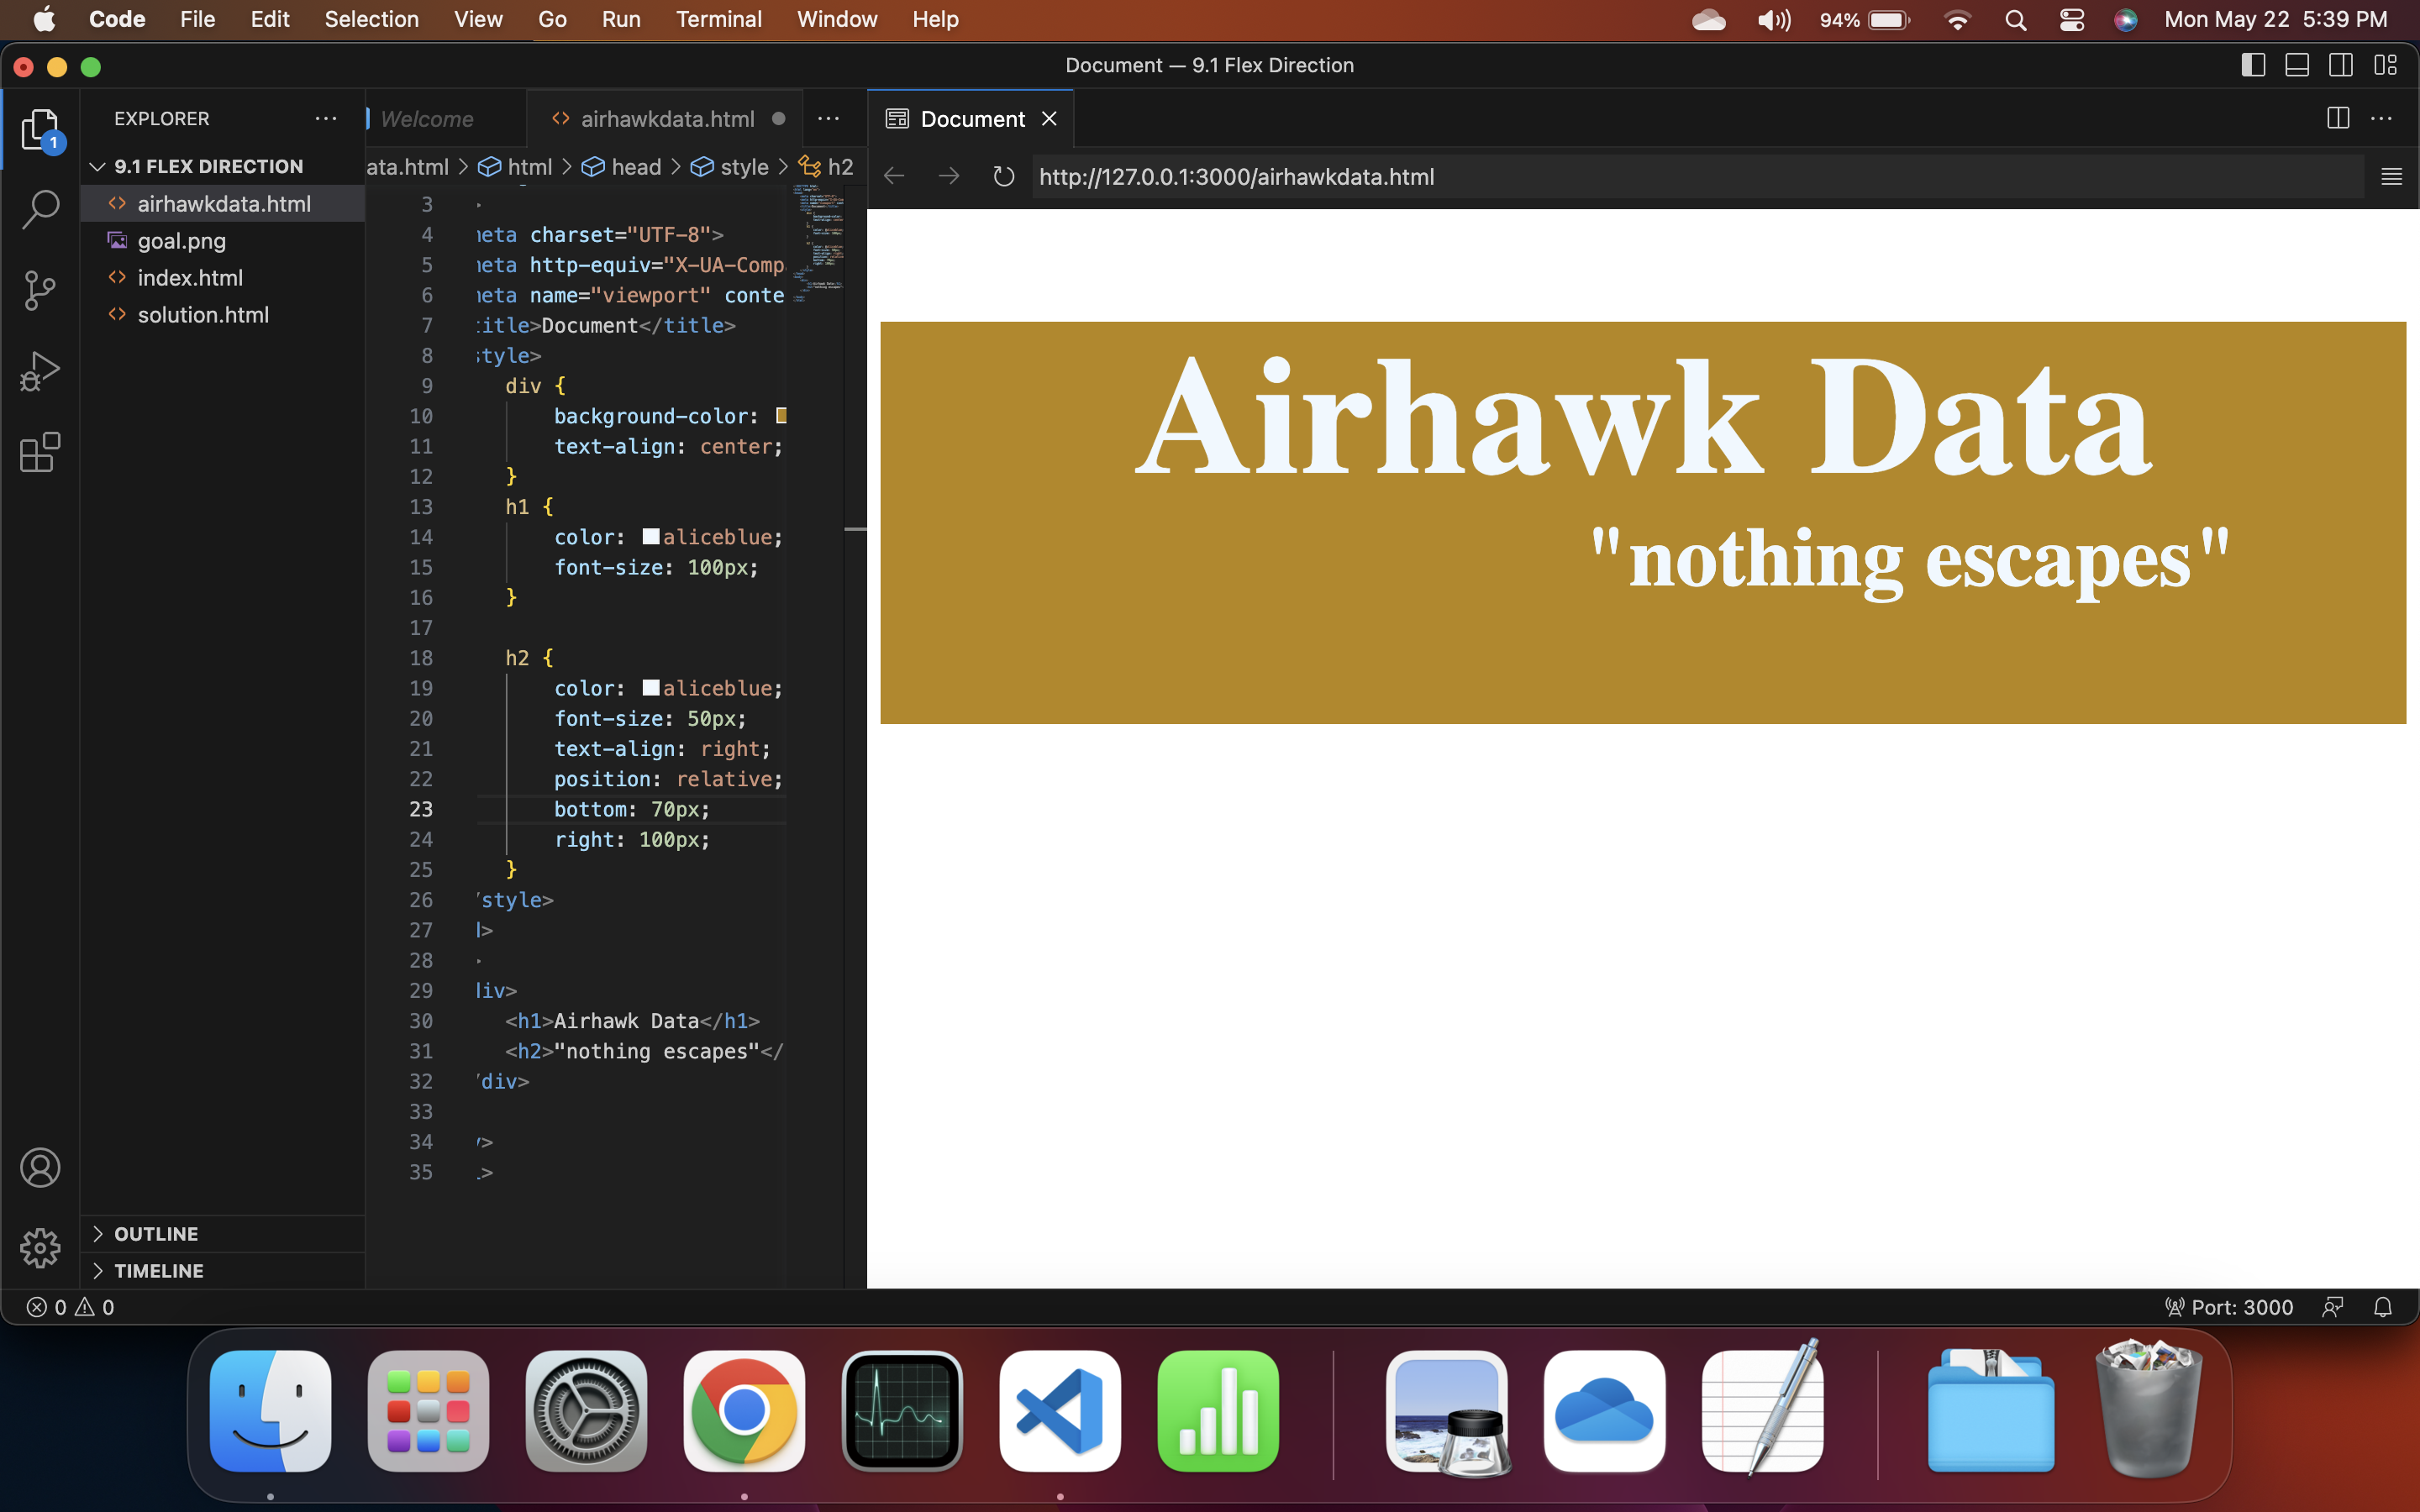 Code File Edit Selection View Go Run Terminal Window Help 94% Mon May 22 5:39 PM
Document — 9.1 Flex Direction
EXPLORER
1
9.1 FLEX DIRECTION
airhawkdata.html
goal.png
index.html
solution.html
OUTLINE
TIMELINE
Welcome airhawkdata.html
ata.html > html > head > style > h2
3 >
4 neta charset="UTF-8">
5 neta http-equiv="X-UA-Comp
6 neta name="viewport" conte
7 title>Document</title>
8 style>
9 div {
10 background-color:
11 text-align: center;
12 }
13 h1 {
14 color: aliceblue;
15 font-size: 100px;
16 }
17
18 h2 {
19 color: aliceblue;
20 font-size: 50px;
21 text-align: right;
22 position: relative;
23 bottom: 70px;
24 right: 100px;
25 }
26 /style>
27 d>
28 >
29 div>
30 <h1>Airhawk Data</h1>
31 <h2>"nothing escapes"</
32 /div>
33
34 >
35 >
Document
http://127.0.0.1:3000/airhawkdata.html
Airhawk Data
"nothing escapes"
0 0 Port: 3000